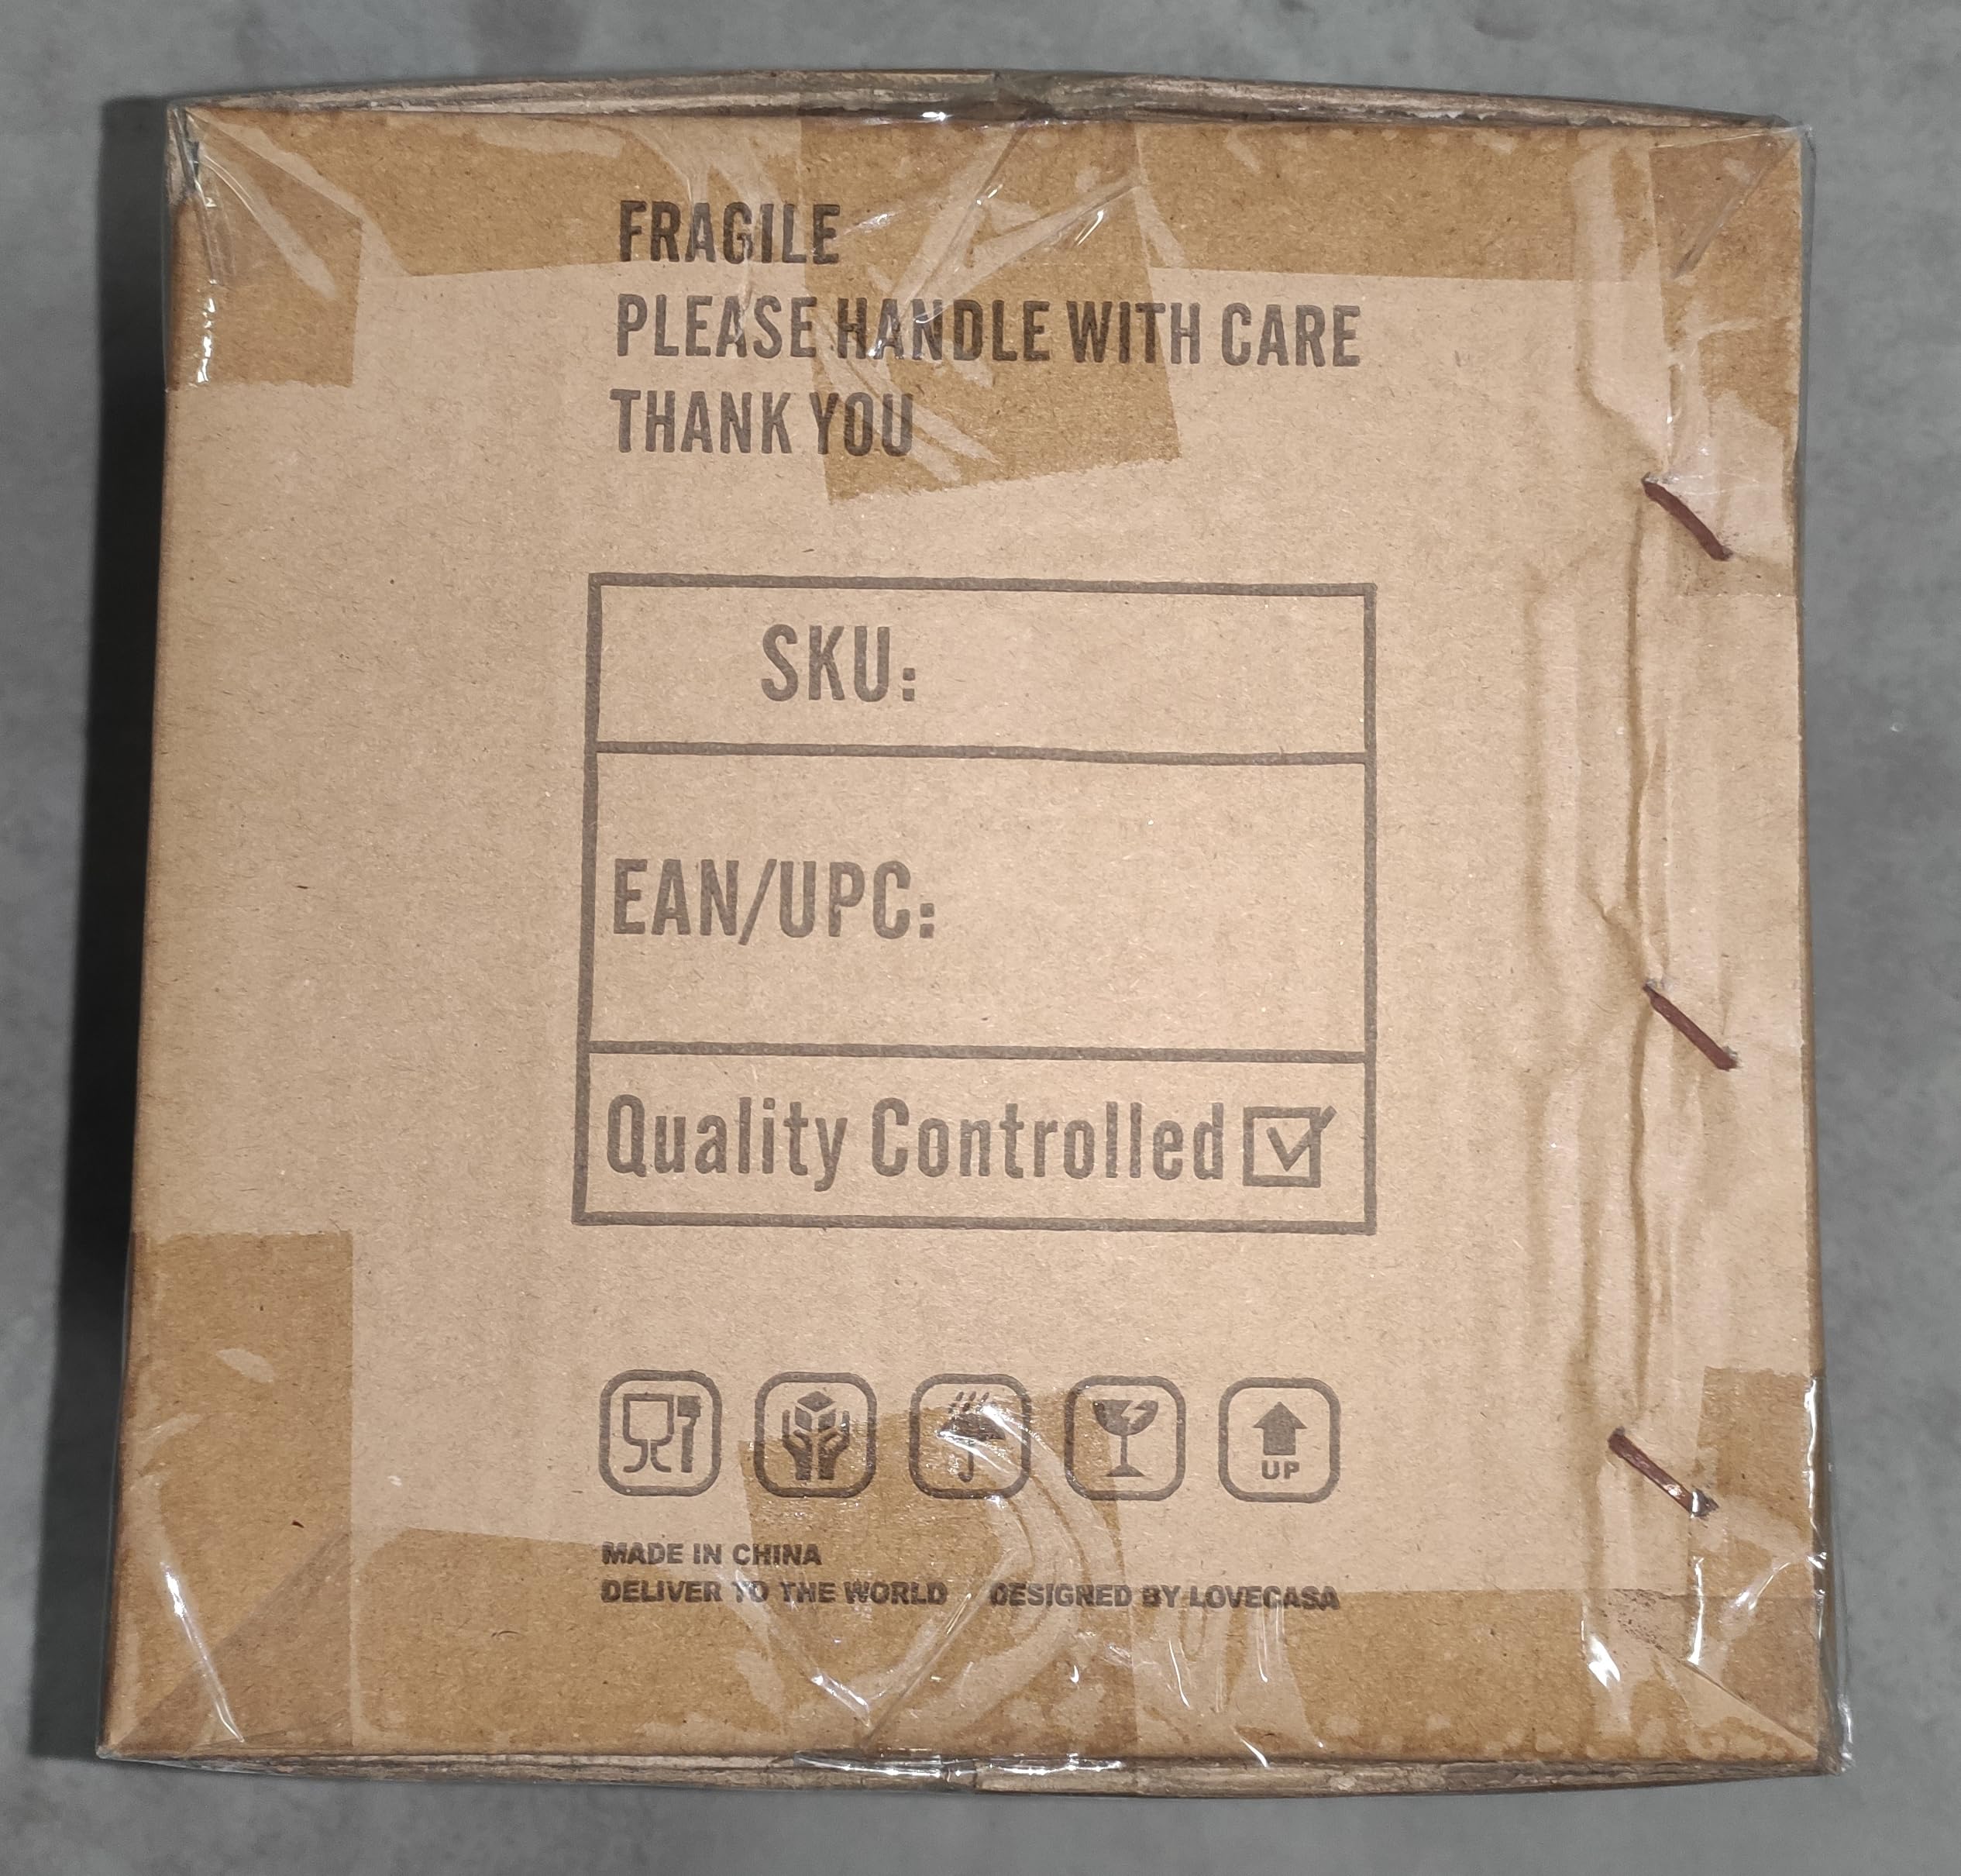 FRAGILE
PLEASE HANDLE WITH CARE
THANK YOU
SKU:
EAN/UPC:
Quality Controlled
UP
MADE IN CHINA
DELIVER TO THE WORLD DESIGNED BY LOVECASA